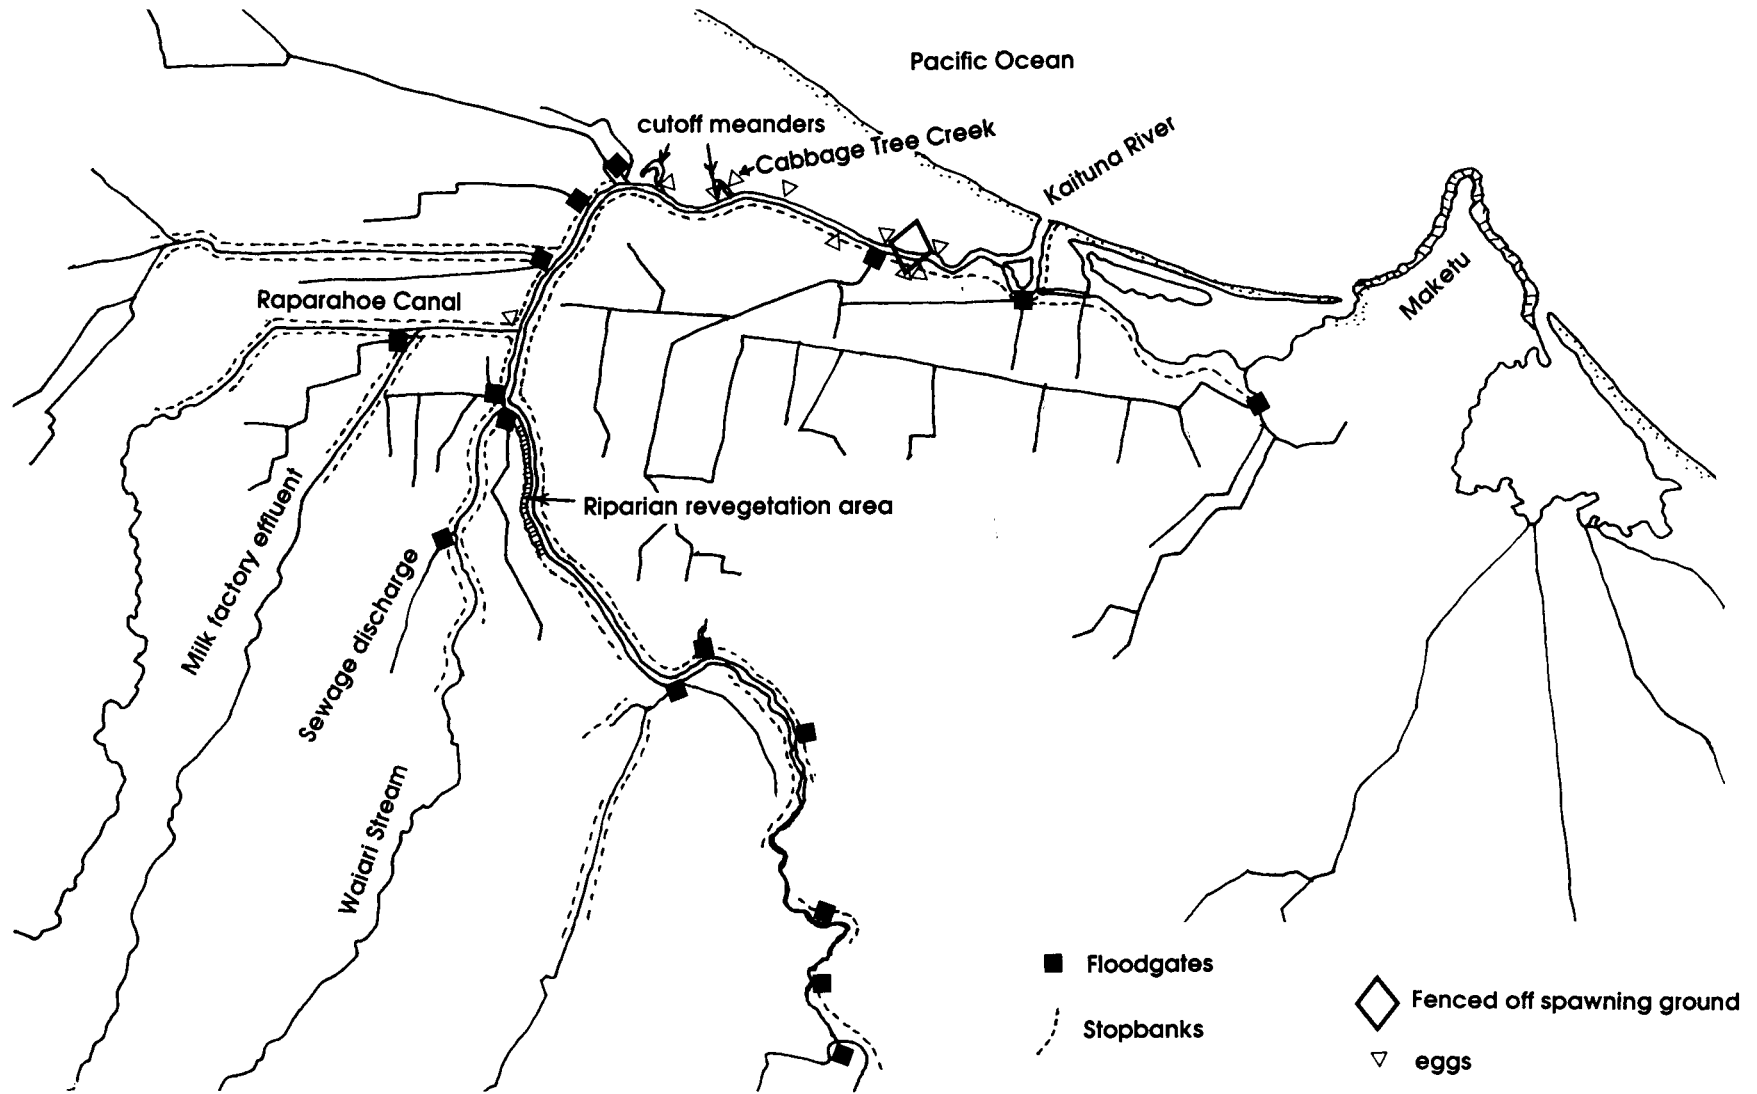 Pacific Ocean
cutoff meanders
Cabbage Tree Creek
Kaituna River
Maketu
Raparahoe Canal
Riparian revegetation area
Milk factory effluent
Sewage discharge
Waiari Stream
Floodgates
Stopbanks
Fenced off spawning ground
eggs